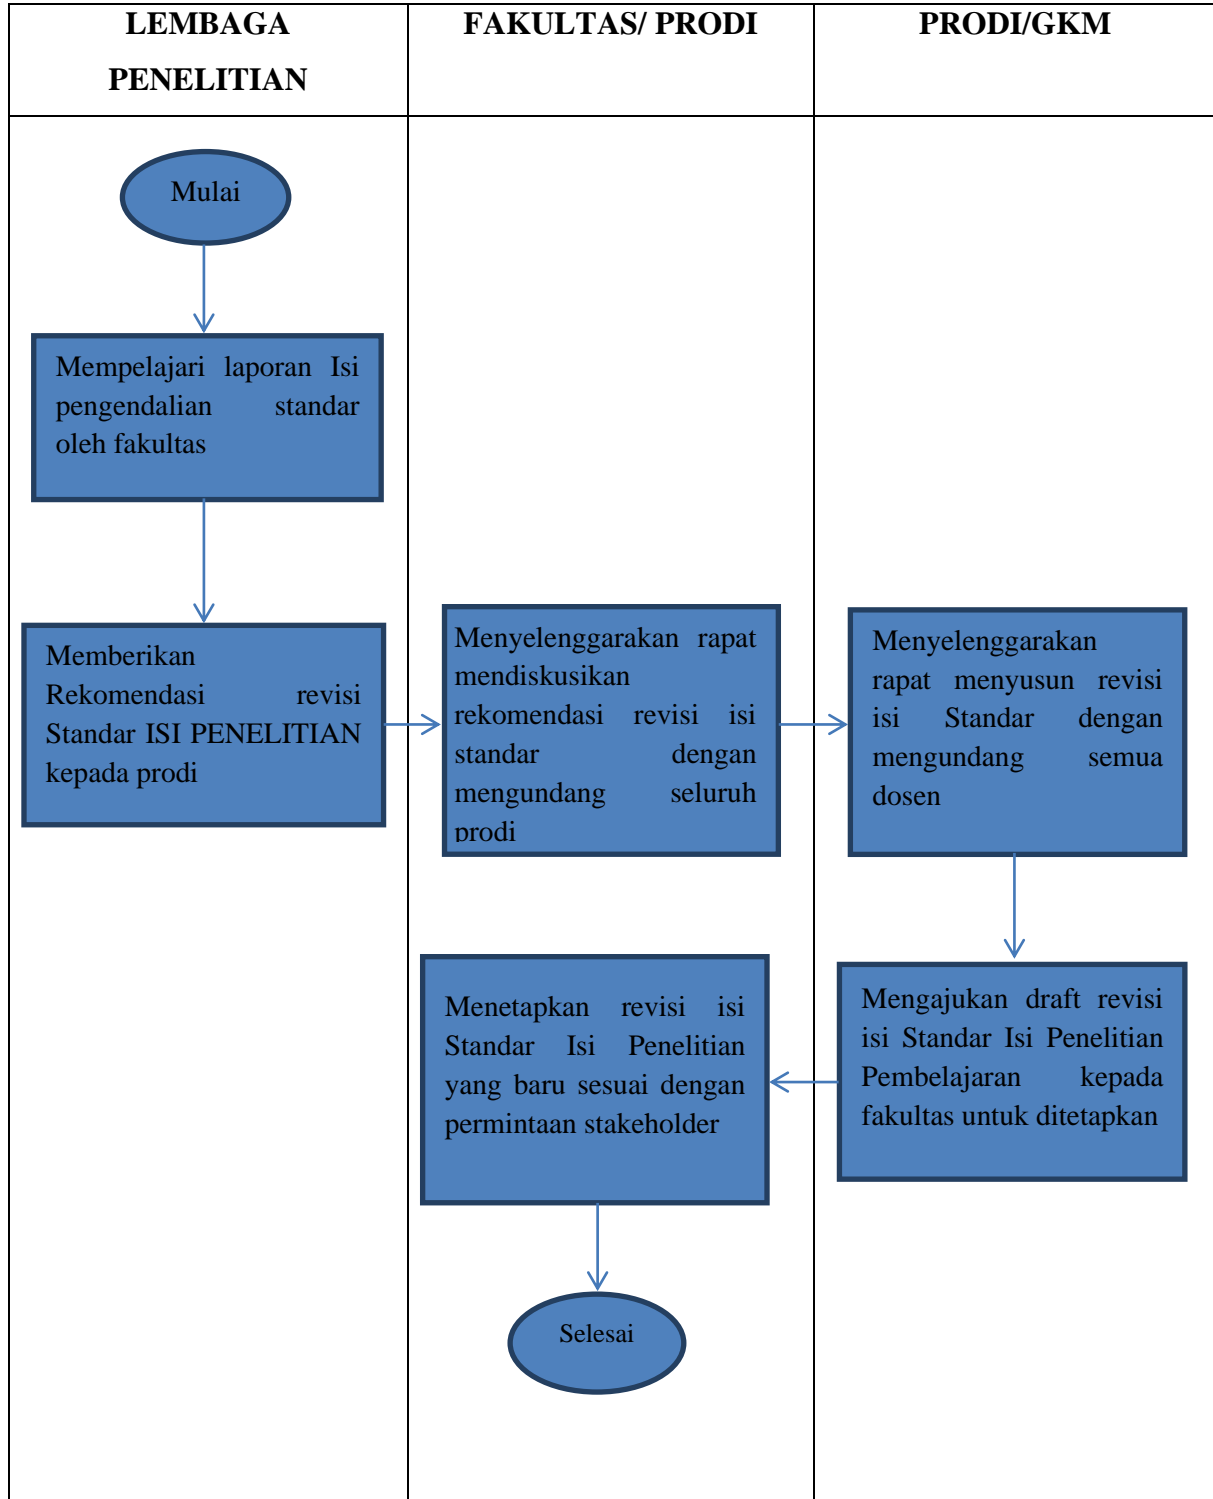 LEMBAGA
PENELITIAN
FAKULTAS/ PRODI
PRODI/GKM
Mulai
Mempelajari laporan Isi
pengendalian standar
oleh fakultas
Memberikan
Rekomendasi revisi
Standar ISI PENELITIAN
kepada prodi
Menyelenggarakan rapat
mendiskusikan
rekomendasi revisi isi
standar dengan
mengundang seluruh
prodi
Menyelenggarakan
rapat menyusun revisi
isi Standar dengan
mengundang semua
dosen
Mengajukan draft revisi
isi Standar Isi Penelitian
Pembelajaran kepada
fakultas untuk ditetapkan
Menetapkan revisi isi
Standar Isi Penelitian
yang baru sesuai dengan
permintaan stakeholder
Selesai